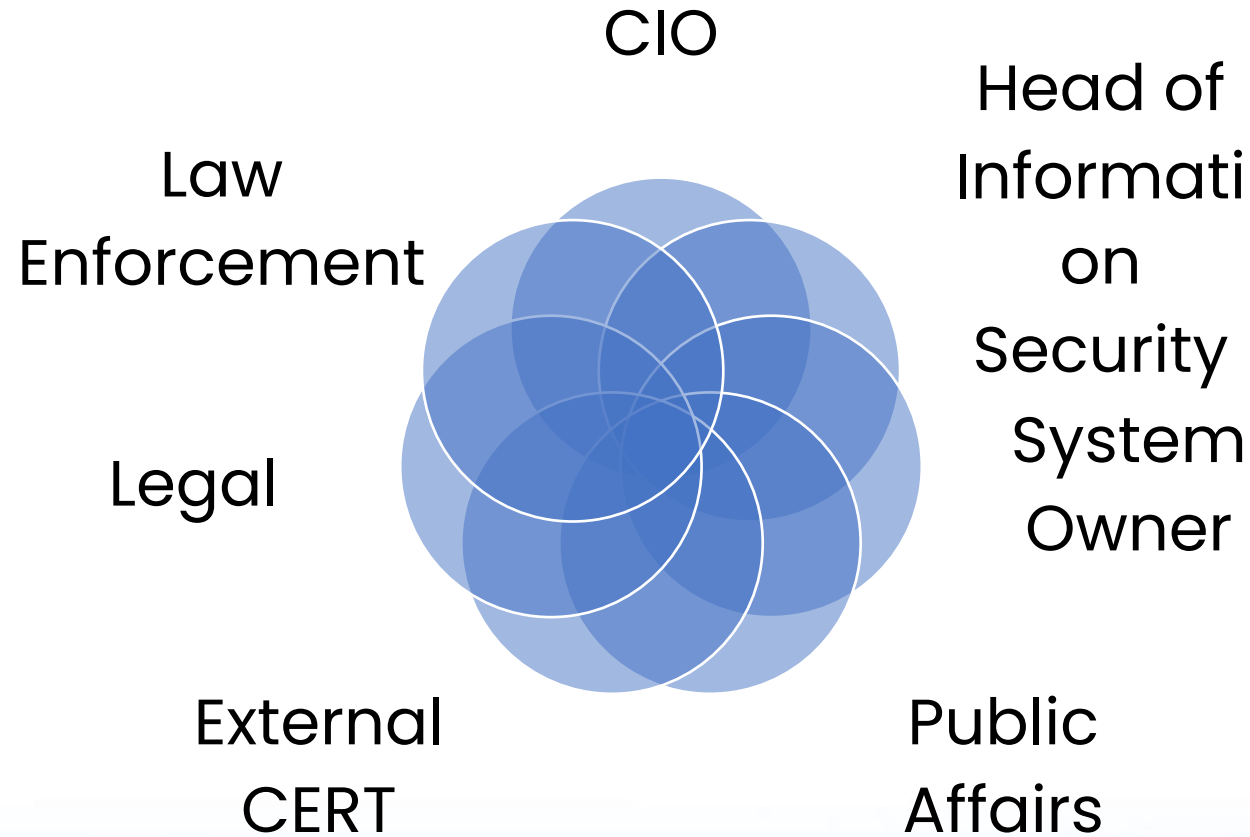 CIO
Head of
Informati
on
Security
System
Owner
Public
Affairs
External
CERT
Legal
Law
Enforcement